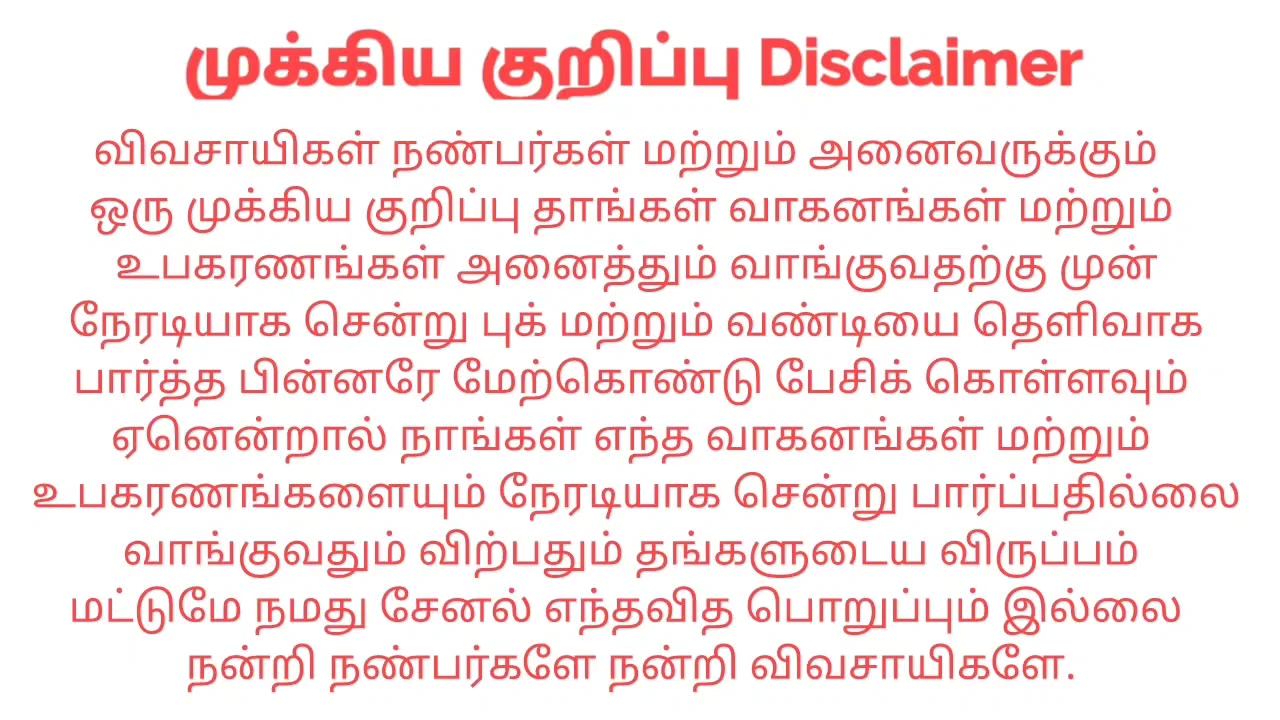 முக்கிய குறிப்பு Disclaimer
விவசாயிகள் நண்பர்கள் மற்றும் அனைவருக்கும்
ஒரு முக்கிய குறிப்பு தாங்கள் வாகனங்கள் மற்றும்
உபகரணங்கள் அனைத்தும் வாங்குவதற்கு முன்
நேரடியாக சென்று புக் மற்றும் வண்டியை தெளிவாக
பார்த்த பின்னரே மேற்கொண்டு பேசிக் கொள்ளவும்
ஏனென்றால் நாங்கள் எந்த வாகனங்கள் மற்றும்
உபகரணங்களையும் நேரடியாக சென்று பார்ப்பதில்லை
வாங்குவதும் விற்பதும் தங்களுடைய விருப்பம்
மட்டுமே நமது சேனல் எந்தவித பொறுப்பும் இல்லை
நன்றி நண்பர்களே நன்றி விவசாயிகளே.